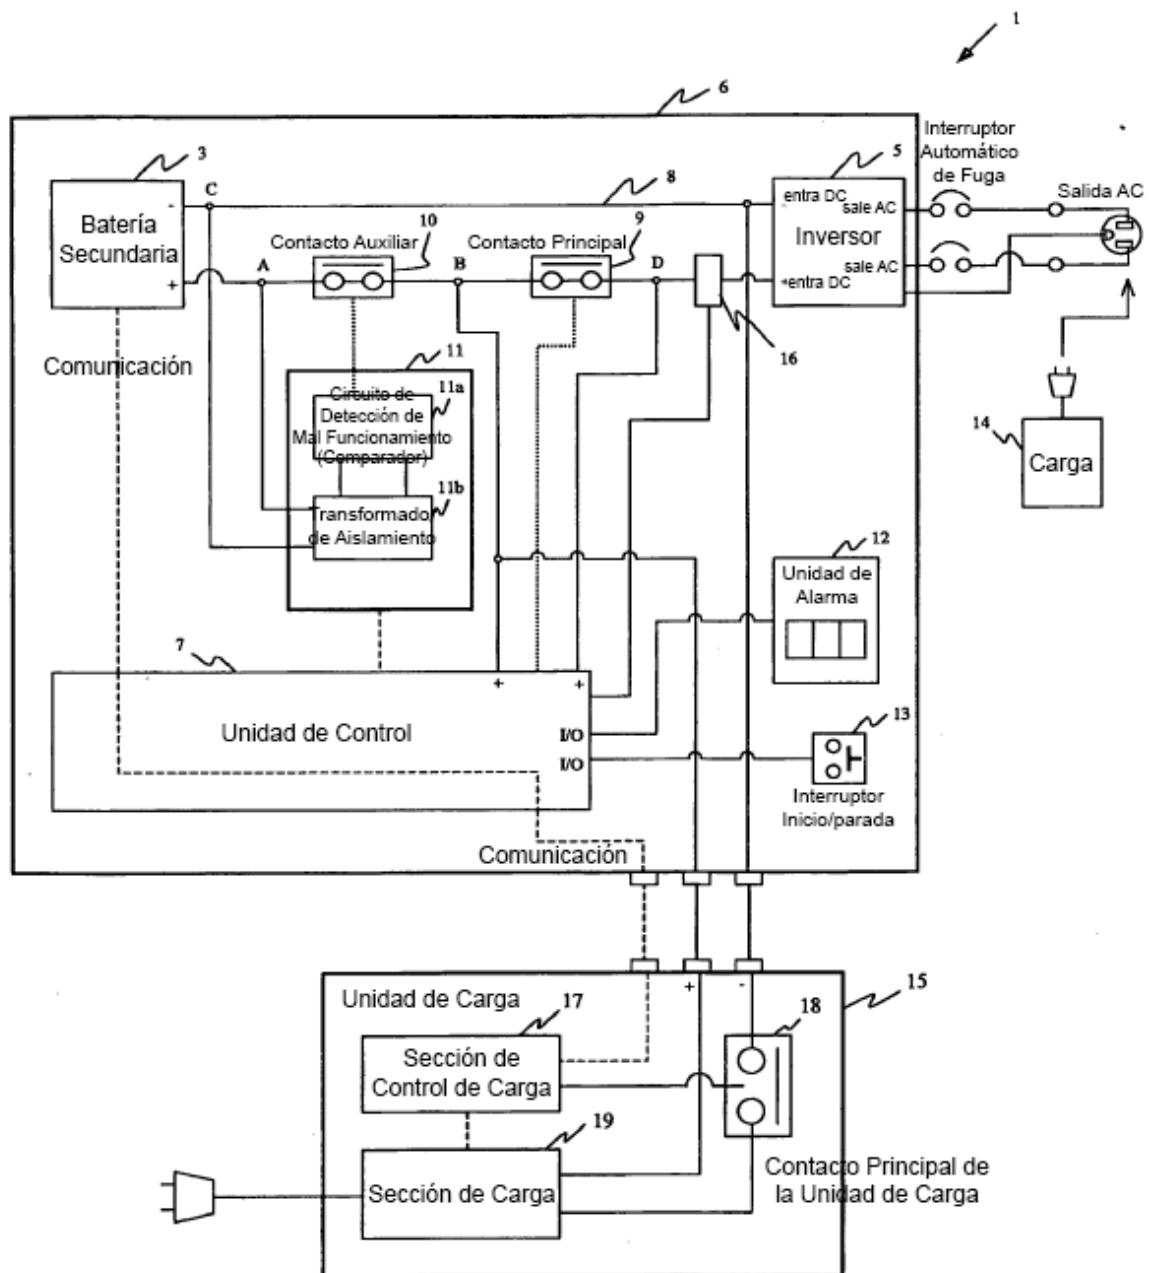 1
6
Interruptor
Automático
de Fuga
3
C
8
5
Salida AC
Batería
Secundaria
-
+
10
Contacto Auxiliar
9
Contacto Principal
A
B
D
- entra DC
sale AC
Inversor
sale AC
+entra DC
16
Comunicación
11
Circuito de
Detección de
Mal Funcionamiento
(Comparador)
11a
11b
Transformado
de Aislamiento
14
Carga
12
Unidad de
Alarma
7
+
+
Unidad de Control
I/O
I/O
13
Interruptor
Inicio/parada
Comunicación
Unidad de Carga
+
-
15
17
18
Sección de
Control de Carga
19
Sección de Carga
Contacto Principal de
la Unidad de Carga